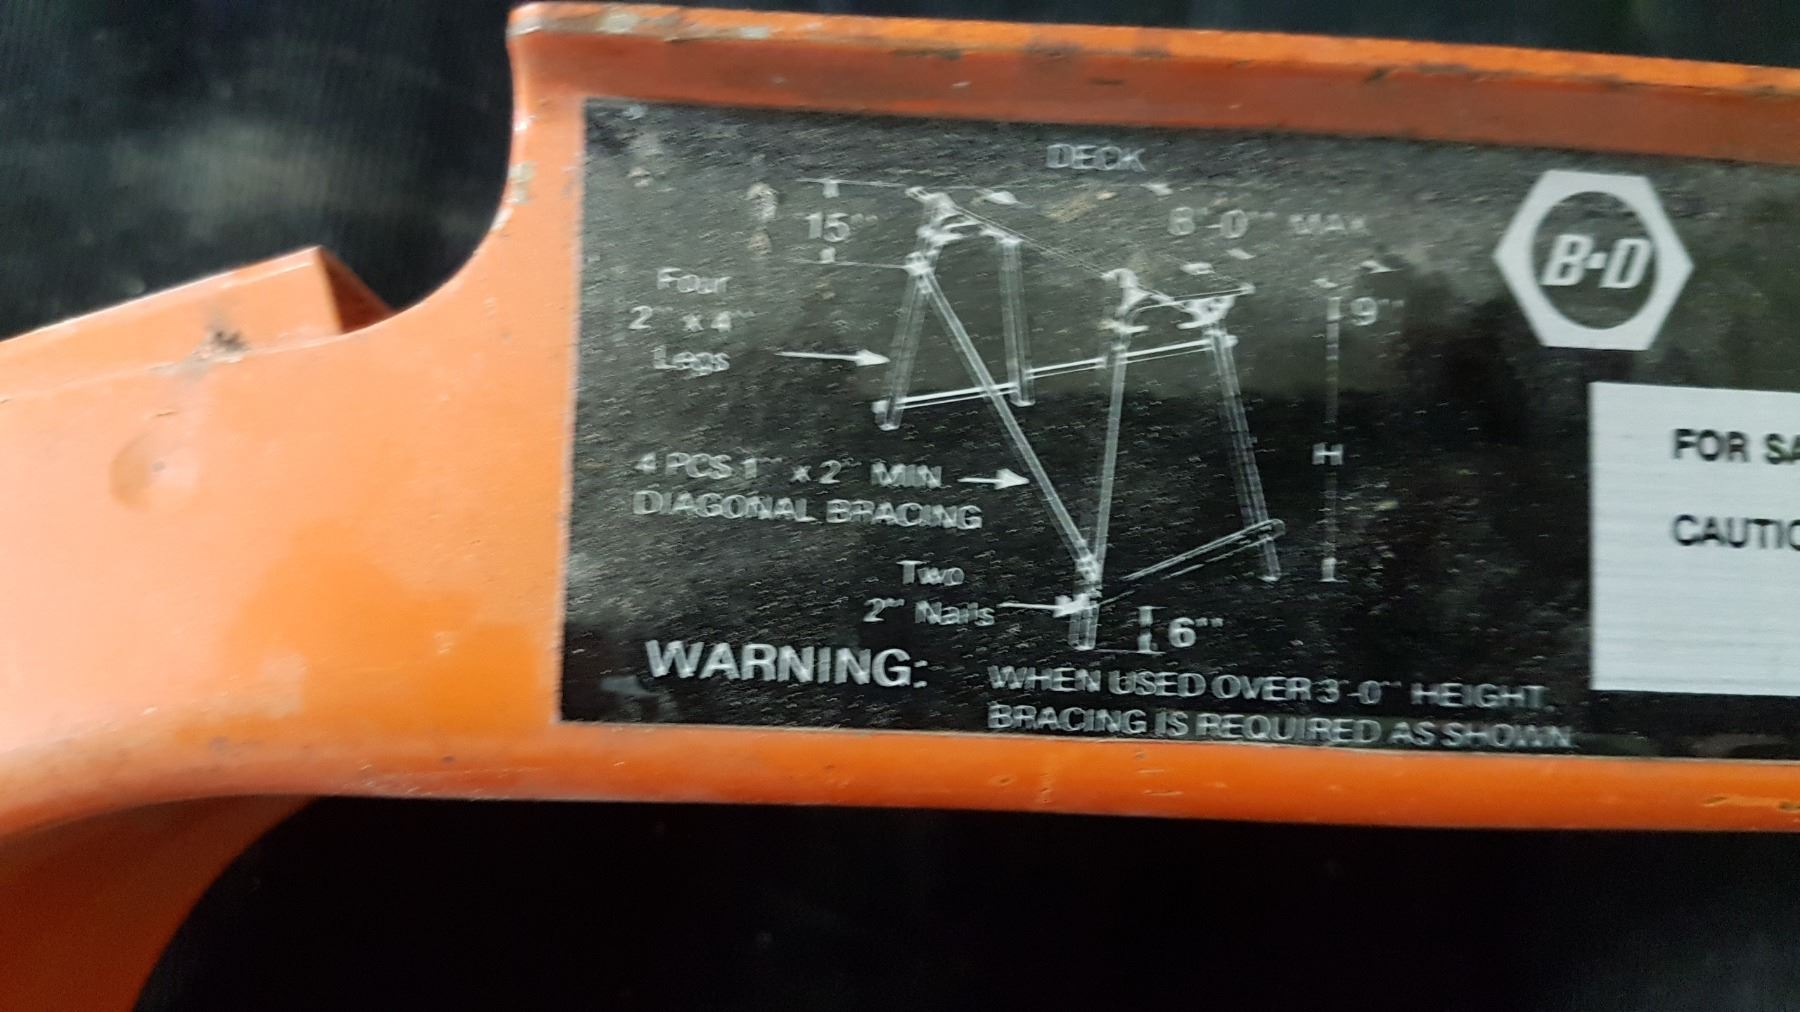 DECK
15"
8'-0" MAX
B•D
Four
2" x 4"
Legs
9"
H
4 PCS 1" x 2" MIN
DIAGONAL BRACING
Two
2" Nails
6"
WARNING: WHEN USED OVER 3'-0" HEIGHT,
BRACING IS REQUIRED AS SHOWN
FOR SA
CAUTIO